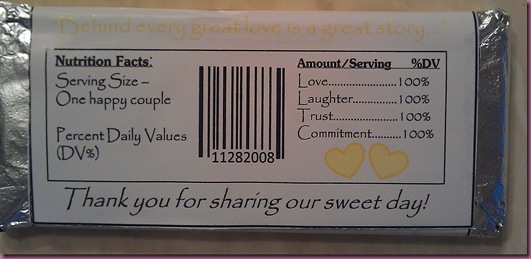 "Behind every great love is a great story..."
Nutrition Facts:
Serving Size –
One happy couple
Percent Daily Values
(DV%)
11282008
Amount/Serving %DV
Love.......................100%
Laughter...............100%
Trust.....................100%
Commitment.........100%
Thank you for sharing our sweet day!